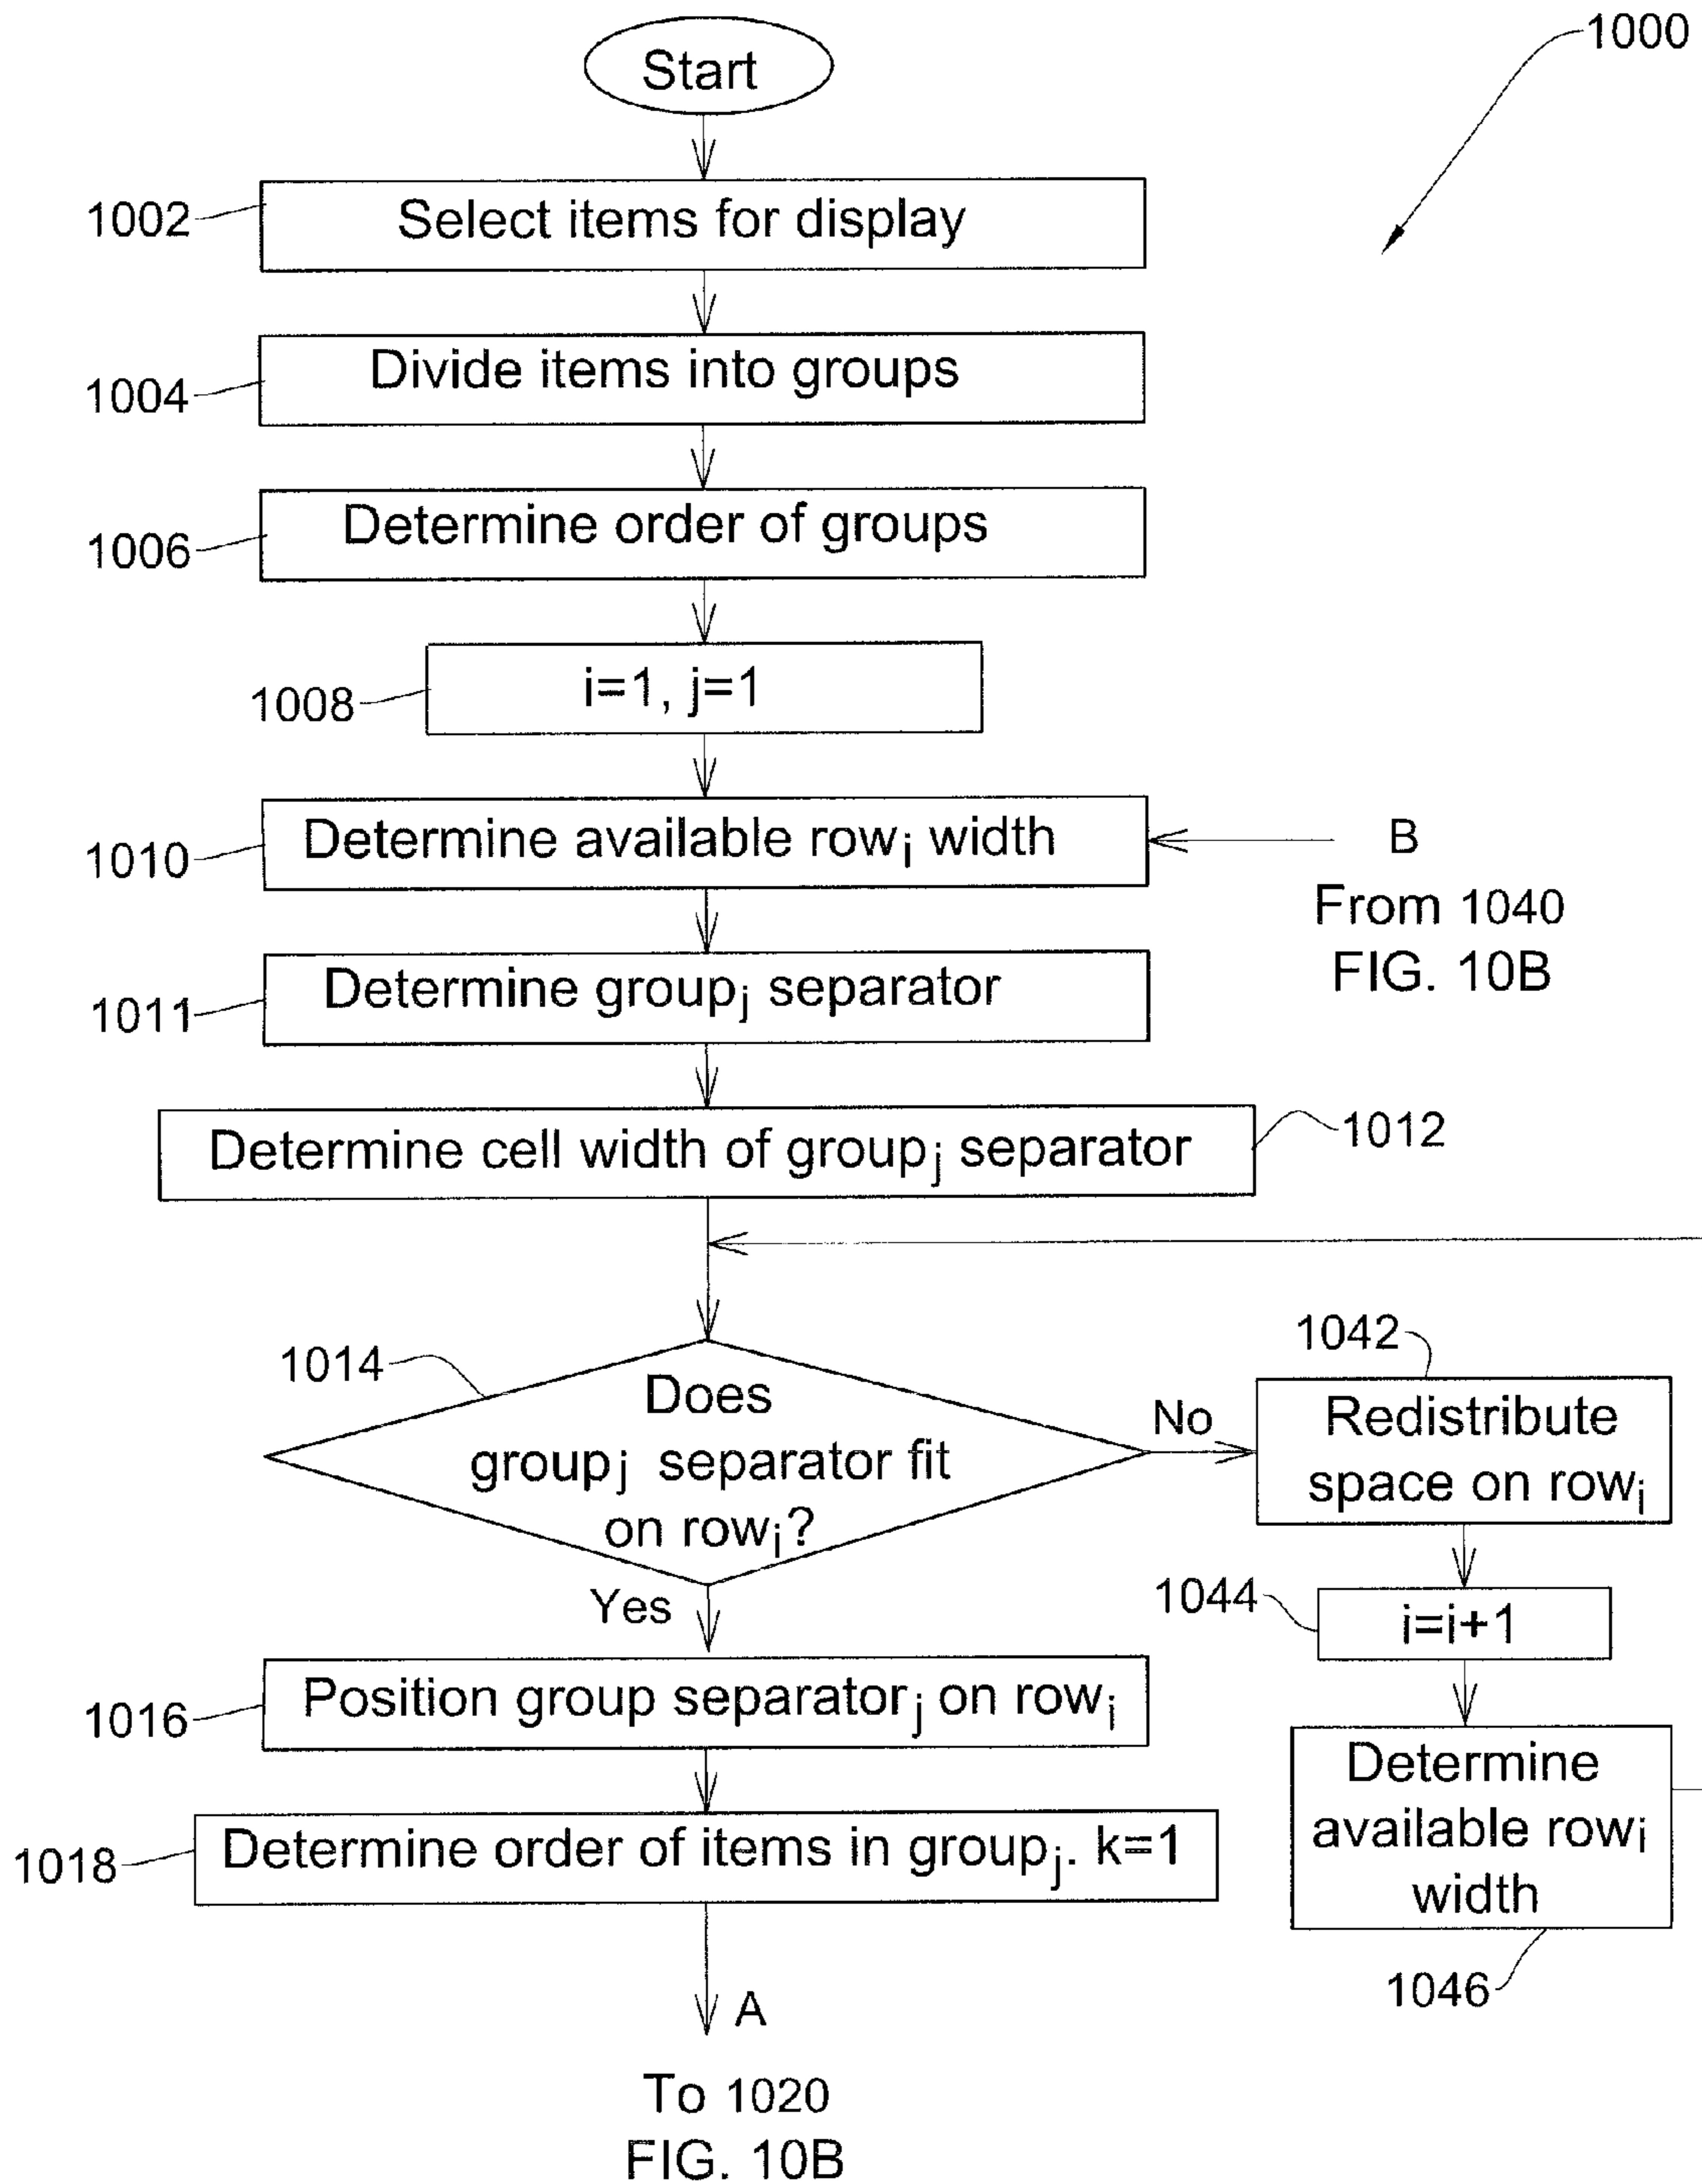 1000
Start
1002
Select items for display
1004
Divide items into groups
1006
Determine order of groups
1008
i=1, j=1
1010
Determine available rowi width
B
From 1040
FIG. 10B
1011
Determine groupj separator
1012
Determine cell width of groupj separator
1014
Does
groupj separator fit
on rowi?
No
1042
Redistribute
space on rowi
Yes
1044
i=i+1
1016
Position group separatorj on rowi
Determine
available rowi
width
1046
1018
Determine order of items in groupj. k=1
A
To 1020
FIG. 10B